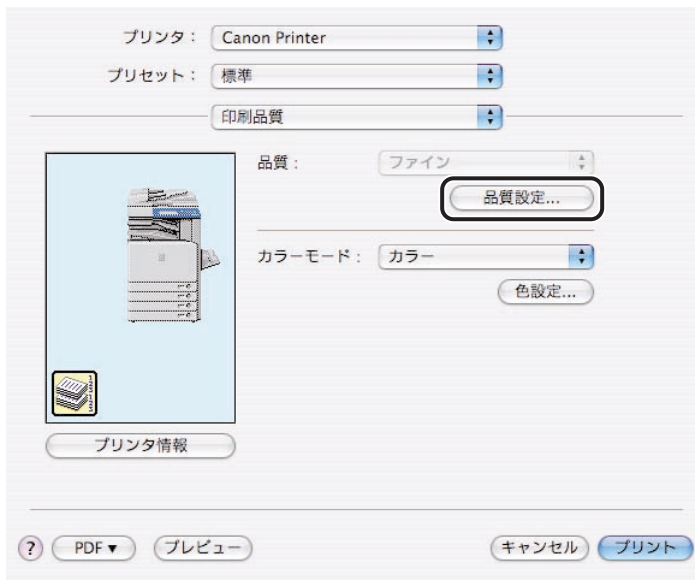 プリンタ： Canon Printer
プリセット： 標準
印刷品質
品質： ファイン
品質設定...
カラーモード： カラー
色設定...
プリンタ情報
? PDF▼ プレビュー キャンセル プリント